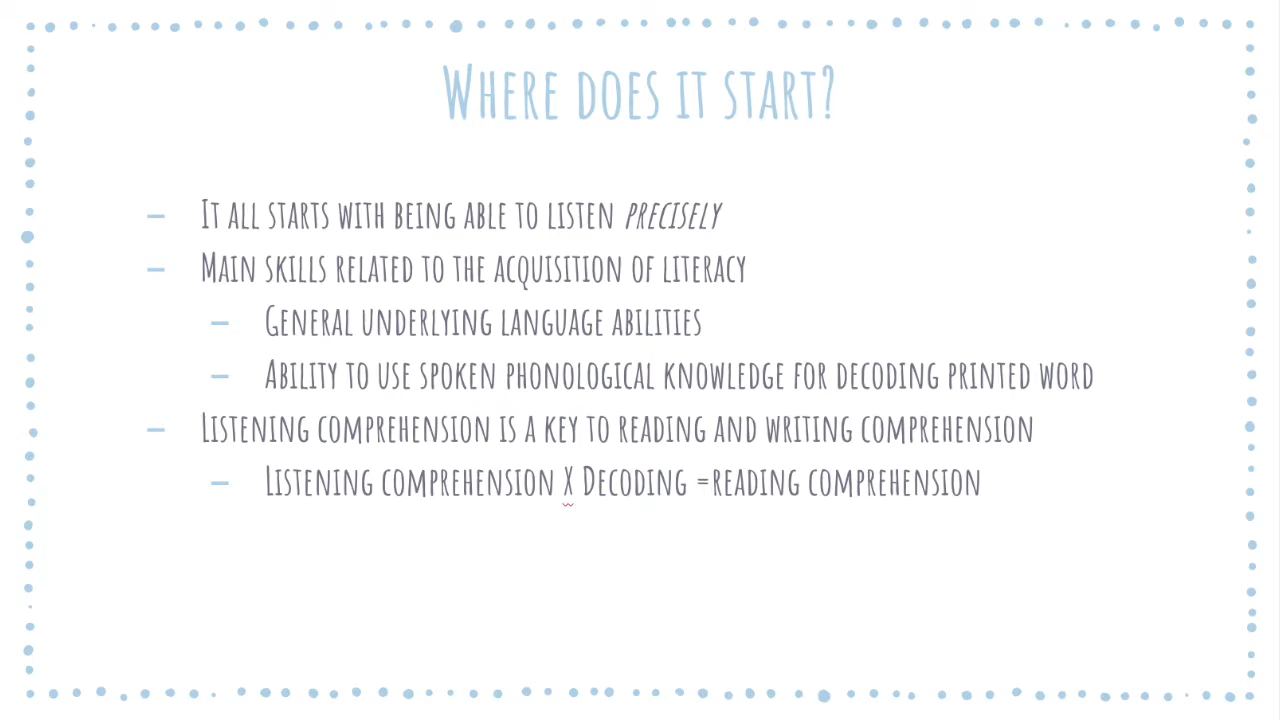 Where does it start?
– It all starts with being able to listen precisely
– Main skills related to the acquisition of literacy
– General underlying language abilities
– Ability to use spoken phonological knowledge for decoding printed word
– Listening comprehension is a key to reading and writing comprehension
– Listening comprehension X Decoding =reading comprehension